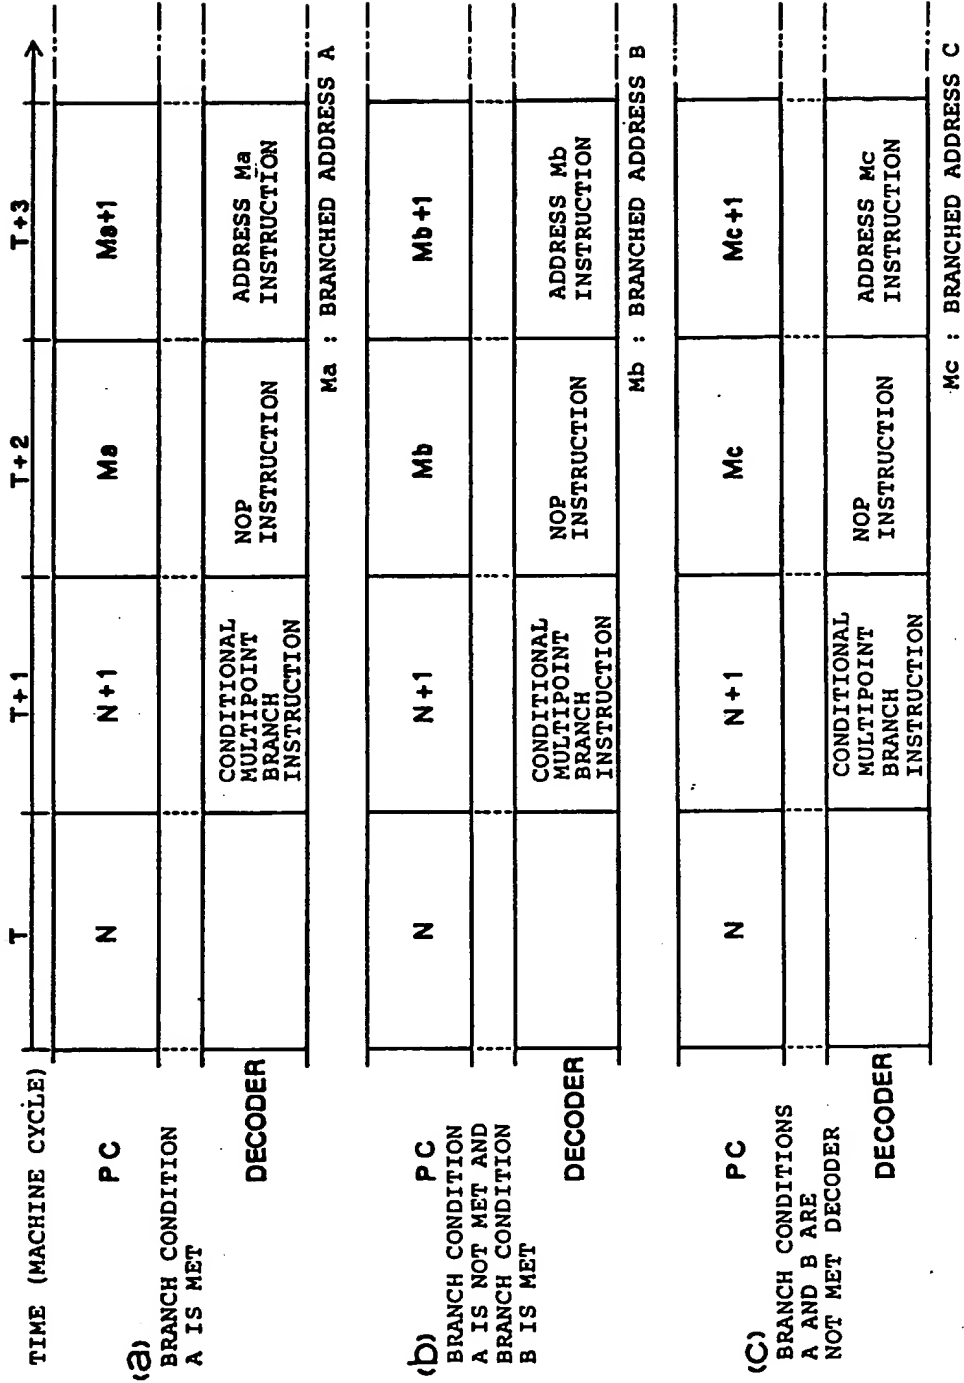 TIME (MACHINE CYCLE)
T
T+1
T+2
T+3
(a)
BRANCH CONDITION
A IS MET
PC
N
N+1
Ma
Ma+1
DECODER
CONDITIONAL
MULTIPOINT
BRANCH
INSTRUCTION
NOP
INSTRUCTION
ADDRESS Ma
INSTRUCTION
Ma : BRANCHED ADDRESS A
(b)
BRANCH CONDITION
A IS NOT MET AND
BRANCH CONDITION
B IS MET
PC
N
N+1
Mb
Mb+1
DECODER
CONDITIONAL
MULTIPOINT
BRANCH
INSTRUCTION
NOP
INSTRUCTION
ADDRESS Mb
INSTRUCTION
Mb : BRANCHED ADDRESS B
(c)
BRANCH CONDITIONS
A AND B ARE
NOT MET DECODER
PC
N
N+1
Mc
Mc+1
DECODER
CONDITIONAL
MULTIPOINT
BRANCH
INSTRUCTION
NOP
INSTRUCTION
ADDRESS Mc
INSTRUCTION
Mc : BRANCHED ADDRESS C